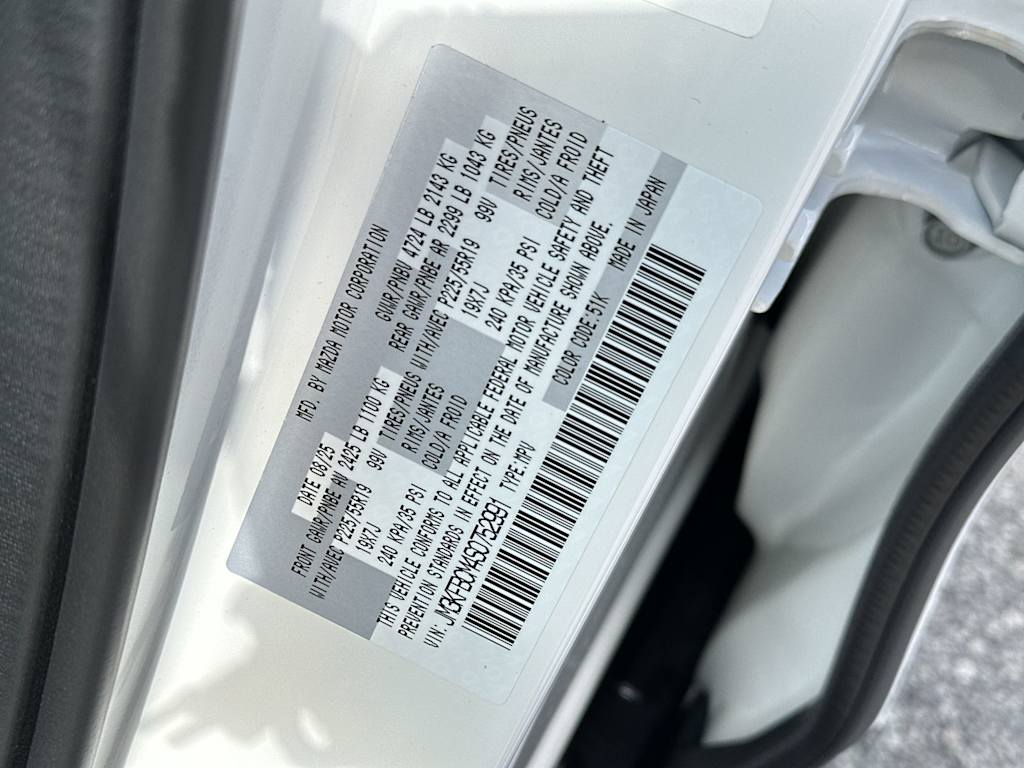 MFD. BY MAZDA MOTOR CORPORATION
DATE 08/25 GVWR/PNBV 4724 LB 2143 KG
FRONT GAWR/PNBE AV 2425 LB 1100 KG REAR GAWR/PNBE AR 2299 LB 1043 KG
WITH/AVEC P225/55R19 99V TIRES/PNEUS WITH/AVEC P225/55R19 99V TIRES/PNEUS
19X7J RIMS/JANTES 19X7J RIMS/JANTES
240 KPA/35 PSI COLD/A FROID 240 KPA/35 PSI COLD/A FROID
THIS VEHICLE CONFORMS TO ALL APPLICABLE FEDERAL MOTOR VEHICLE SAFETY AND THEFT
PREVENTION STANDARDS IN EFFECT ON THE DATE OF MANUFACTURE SHOWN ABOVE.
VIN: JM3KFBCM4S0752991 TYPE:MPV COLOR CODE:51K MADE IN JAPAN